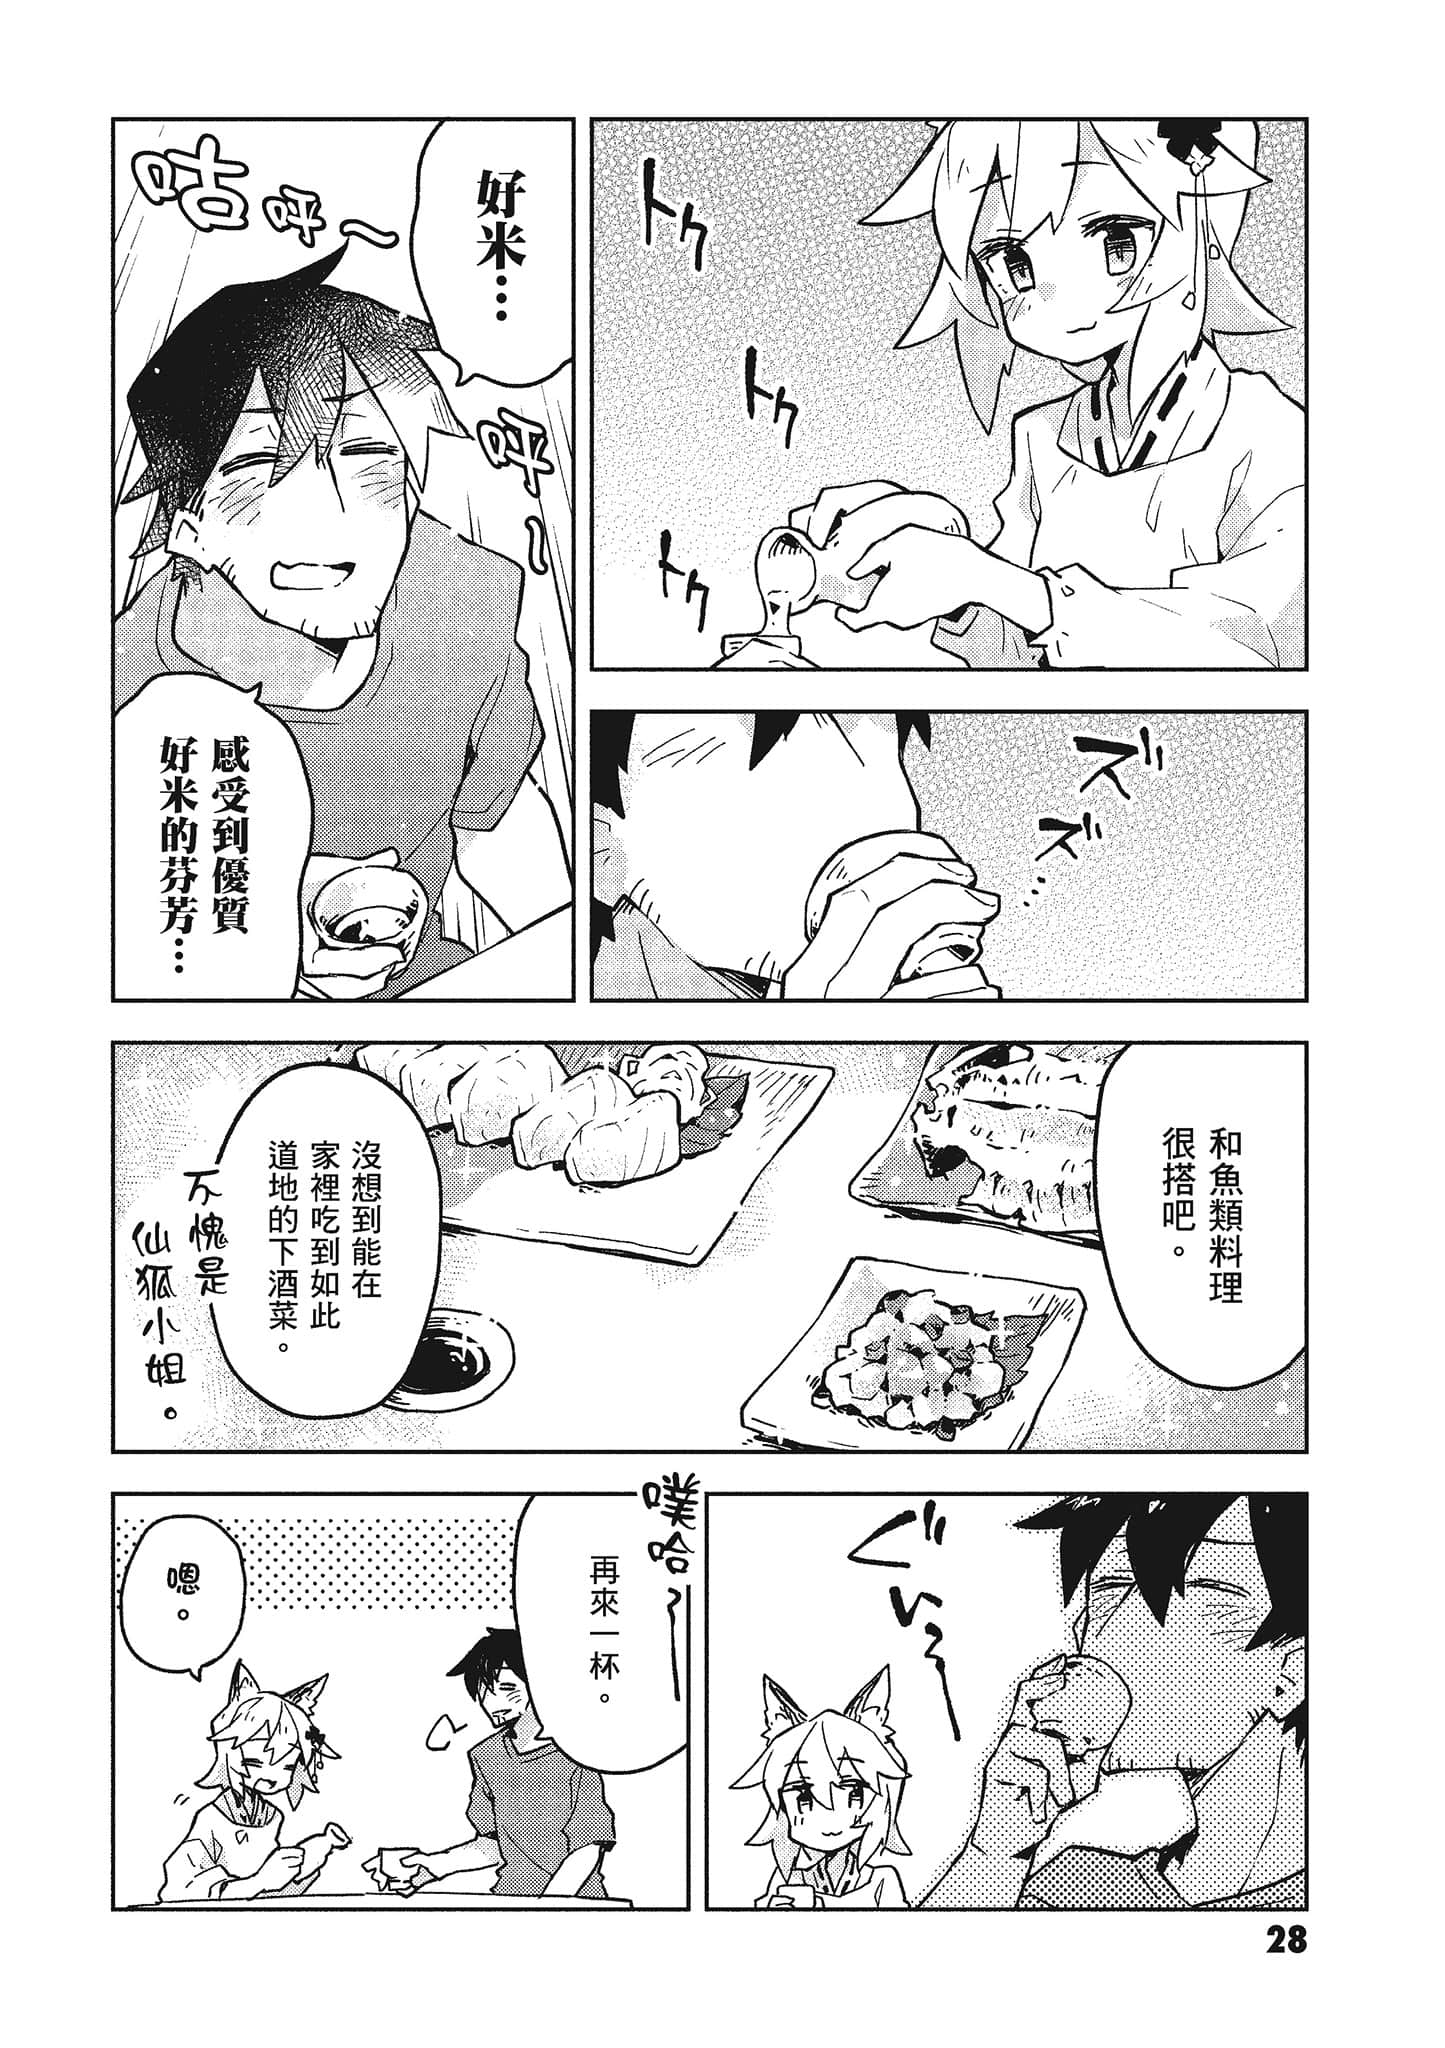 トク
トク
トク
ズ
ズ…
好米…
咕
呼～
呼～
感受到優質
好米的芬芳…
和魚類料理
很搭吧。
沒想到能在
家裡吃到如此
道地的下酒菜。
不愧是
仙狐小姐。
ぐいっ
噗哈～
再來一杯。
嗯。
28